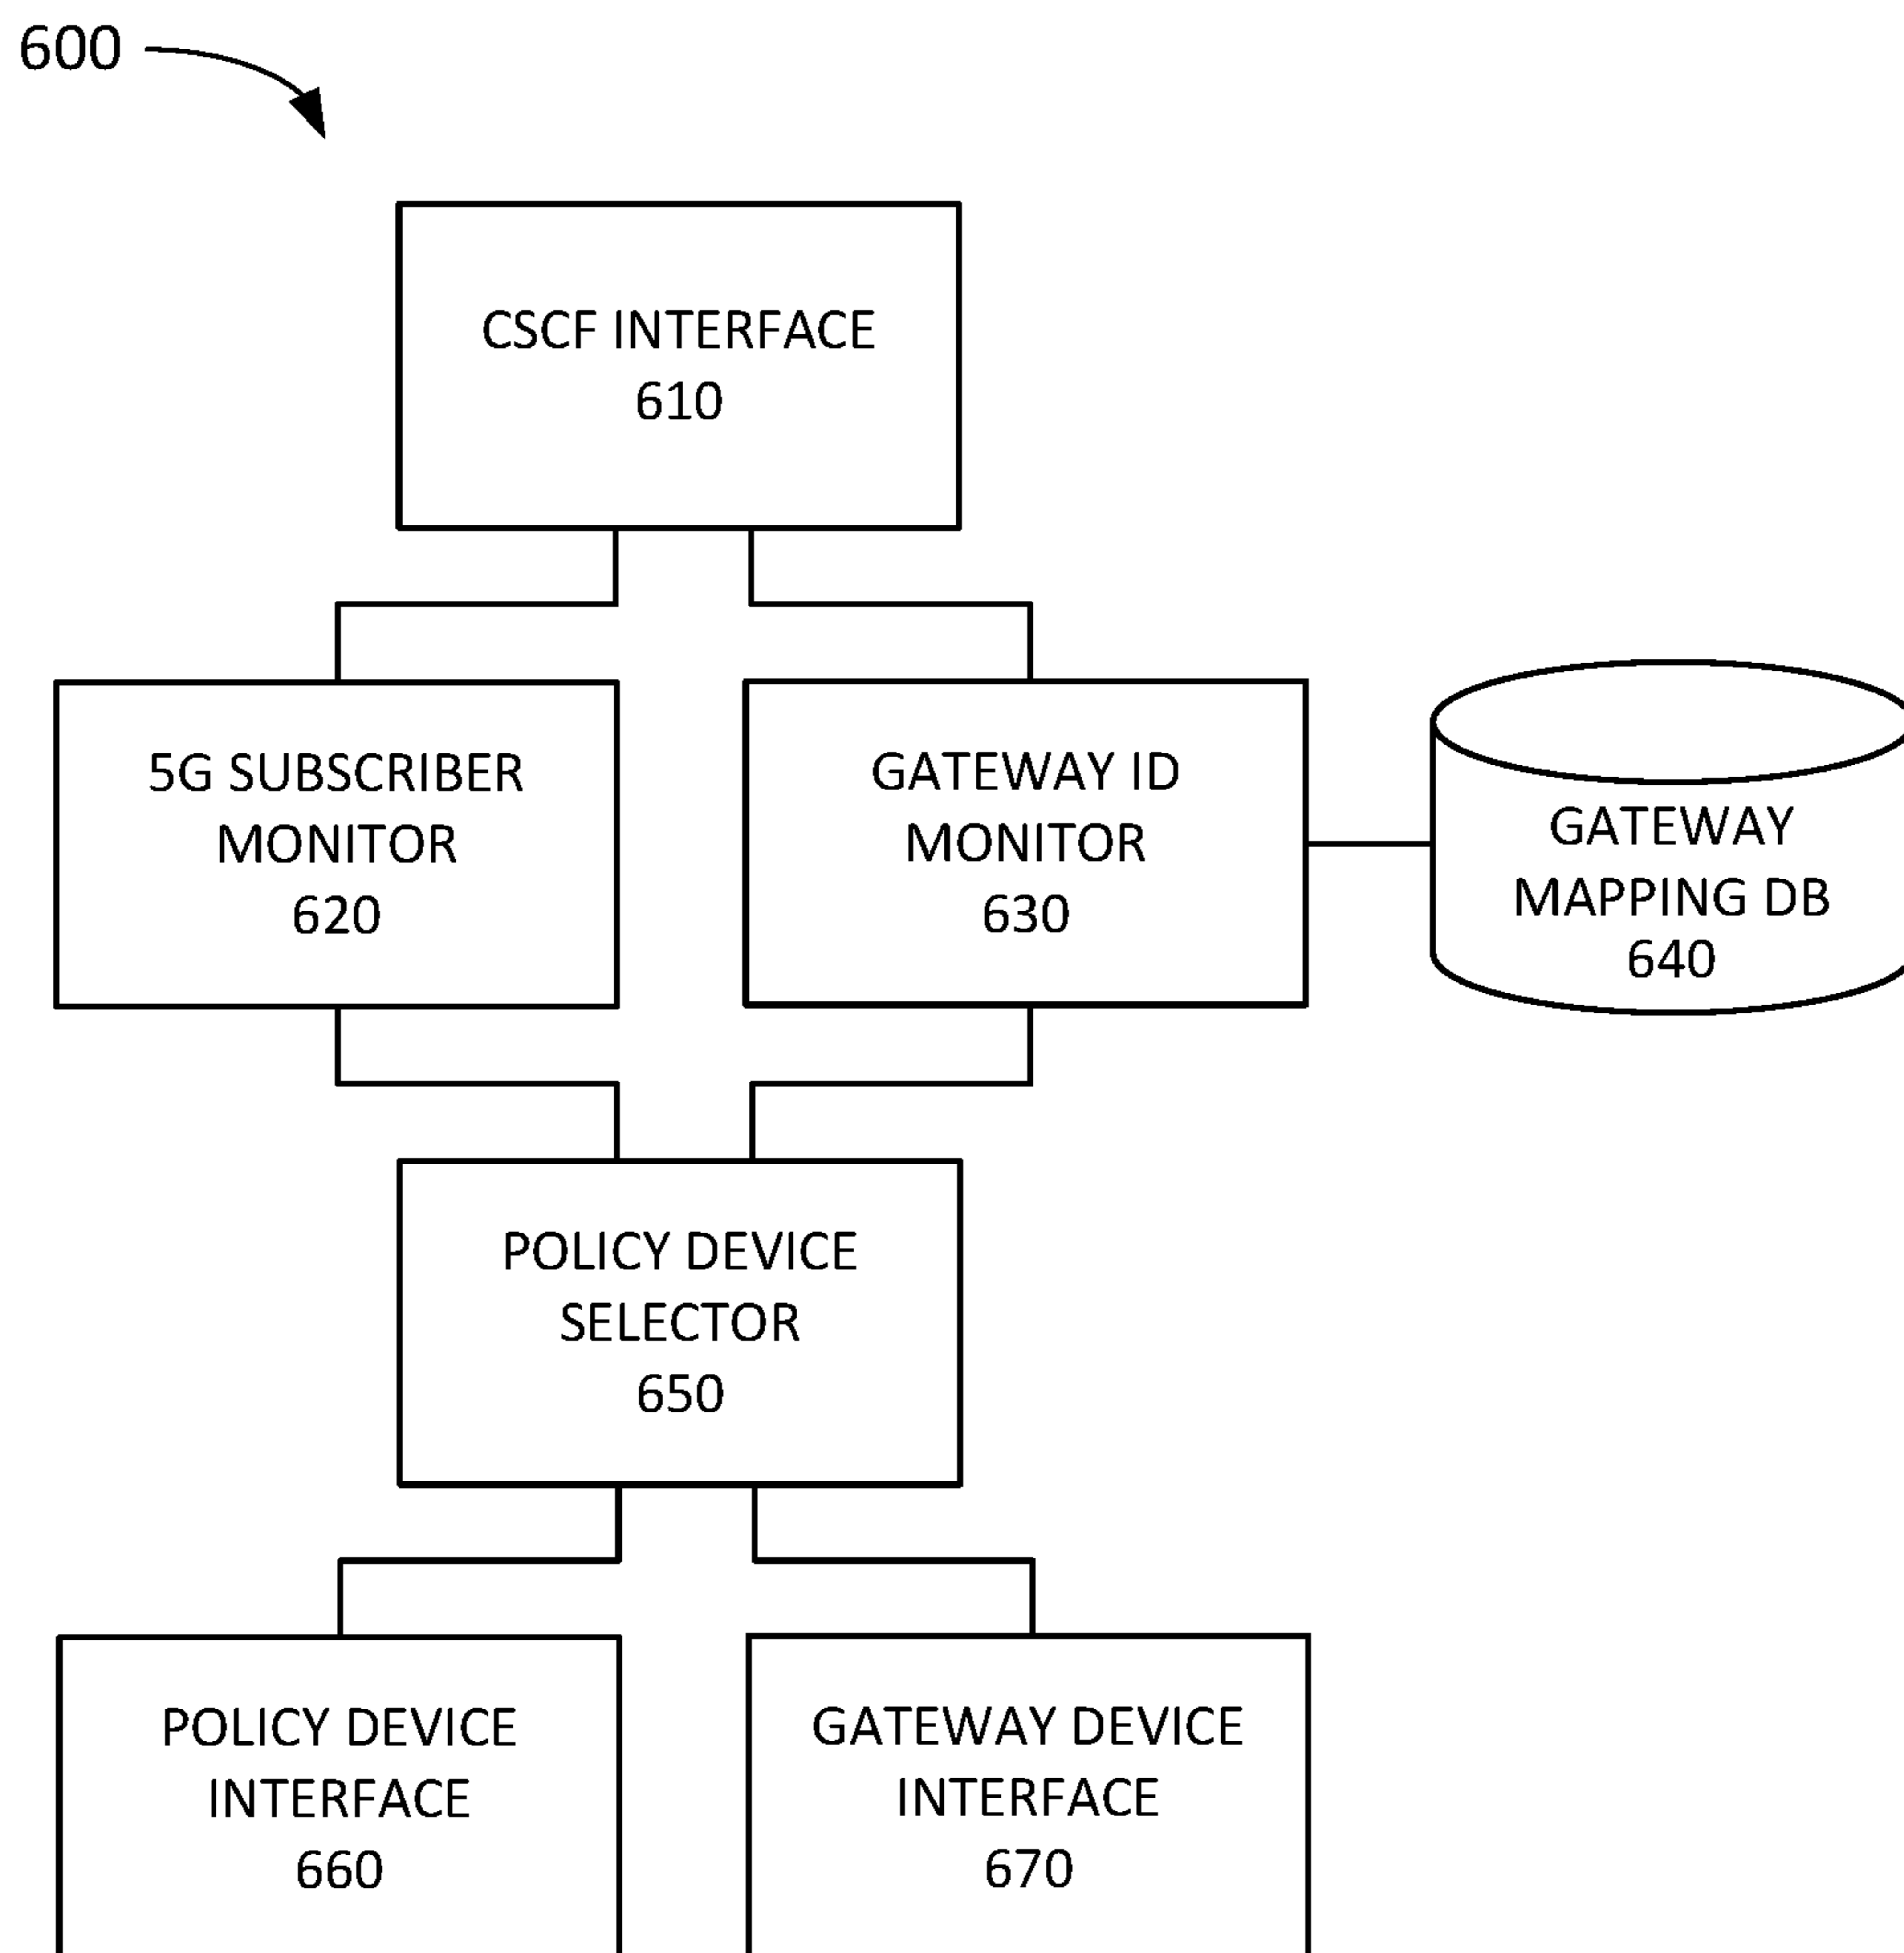 600
CSCF INTERFACE
610
5G SUBSCRIBER
MONITOR
620
GATEWAY ID
MONITOR
630
GATEWAY
MAPPING DB
640
POLICY DEVICE
SELECTOR
650
POLICY DEVICE
INTERFACE
660
GATEWAY DEVICE
INTERFACE
670